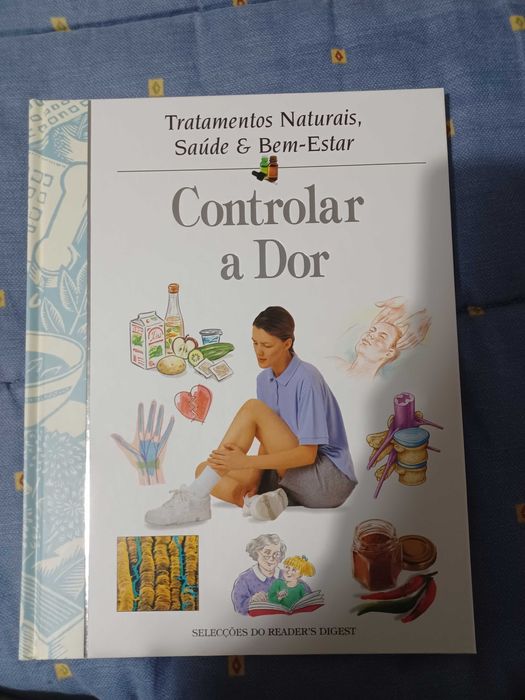 Tratamentos Naturais,
Saúde & Bem-Estar
Controlar
a Dor
SELECÇÕES DO READER'S DIGEST